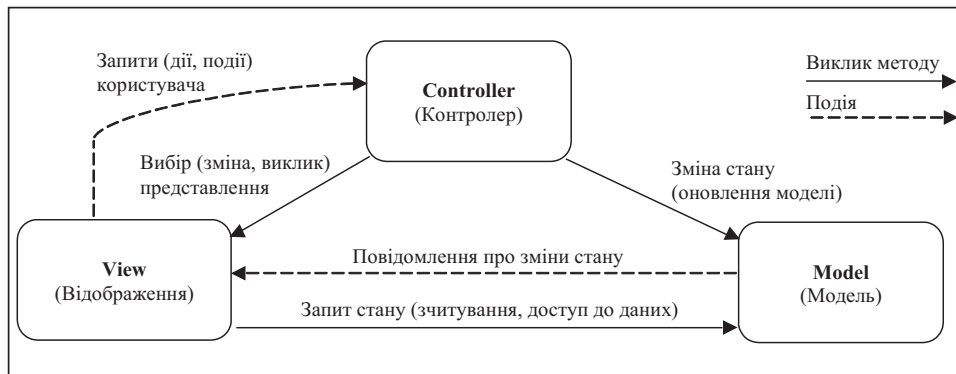 Запити (дії, події)
користувача
Controller
(Контролер)
Виклик методу
Подія
Вибір (зміна, виклик)
представлення
Зміна стану
(оновлення моделі)
View
(Відображення)
Повідомлення про зміни стану
Запит стану (зчитування, доступ до даних)
Model
(Модель)